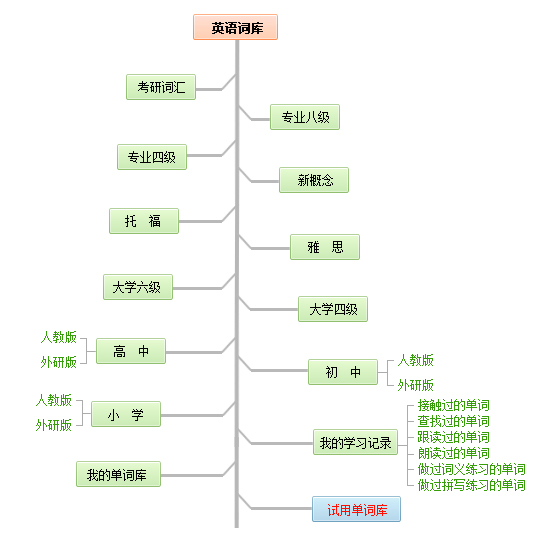 英语词库
考研词汇
专业八级
专业四级
新概念
托 福
雅 思
大学六级
大学四级
人教版
外研版
高 中
初 中
人教版
外研版
人教版
外研版
小 学
我的学习记录
接触过的单词
查找过的单词
跟读过的单词
朗读过的单词
做过词义练习的单词
做过拼写练习的单词
我的单词库
试用单词库